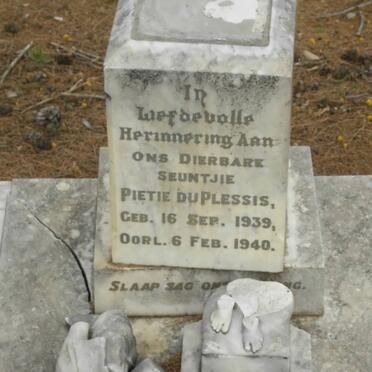 In
Liefdevolle
Herinnering Aan
Ons Dierbare
Seuntjie
Pietie du Plessis,
Geb. 16 Sep. 1939,
Oorl. 6 Feb. 1940.
Slaap sag